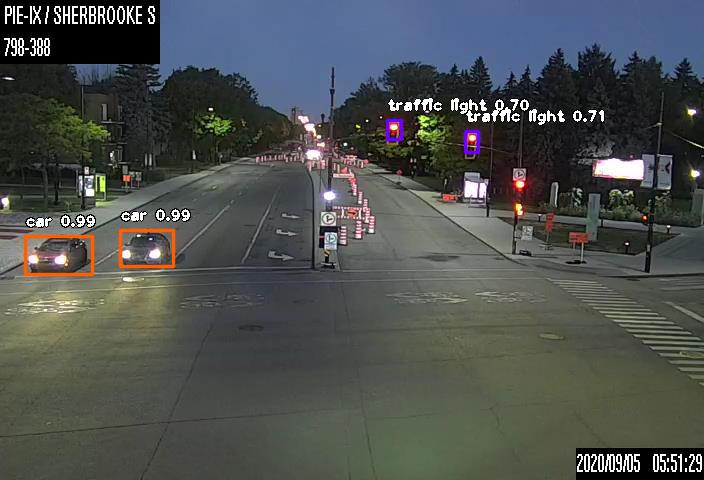 PIE-IX / SHERBROOKE S
798-388
traffic light 0.70
traffic light 0.71
car 0.99
car 0.99
2020/09/05 05:51:29